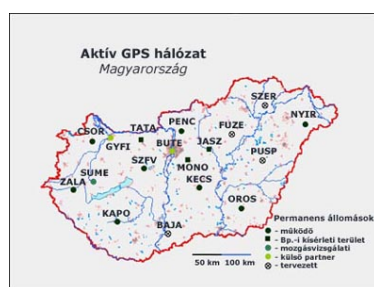 Aktív GPS hálózat
Magyarország
SZER
NYIR
PENC
FÜZE
CSOR
TATA
GYFI
BUTE
JASZ
PUSP
SZFV
MONO
SUME
KECS
ZALA
OROS
KAPO
BAJA
Permanens állomások:
- működő
- Bp.-i kísérleti terület
- mozgásvizsgálati
- külső partner
- tervezett
50 km 100 km